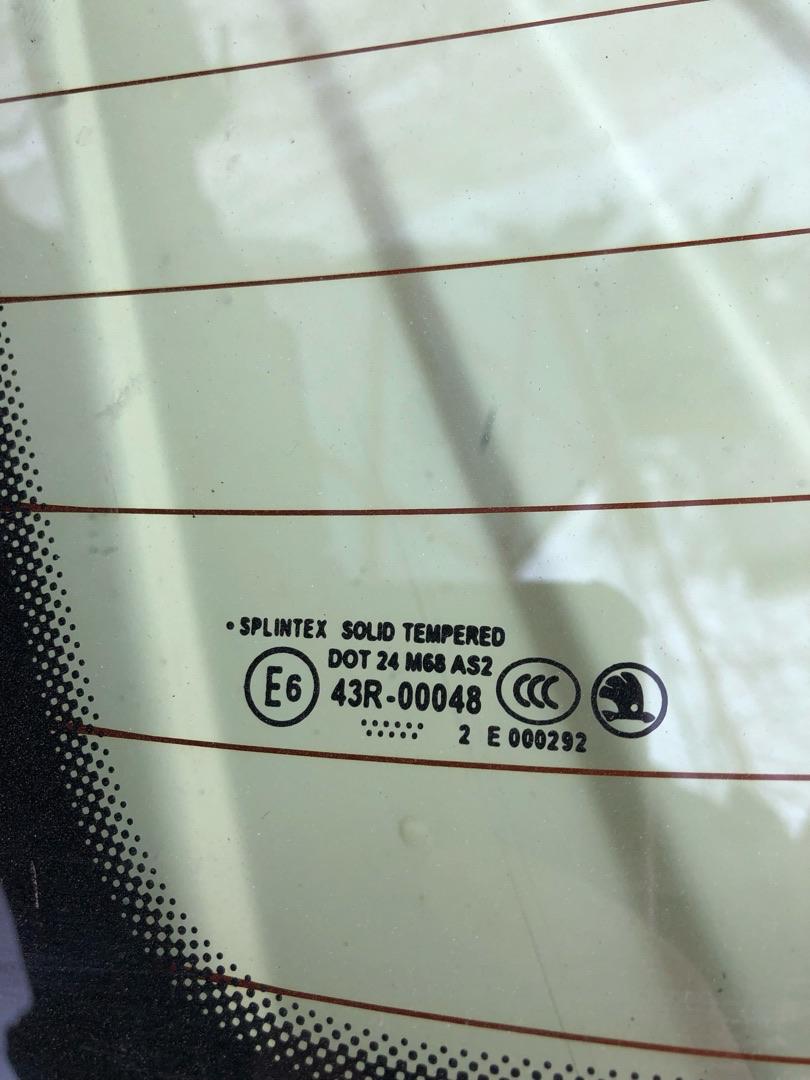 • SPLINTEX SOLID TEMPERED
DOT 24 M68 AS2
E6 43R-00048 CCC
2 E 000292